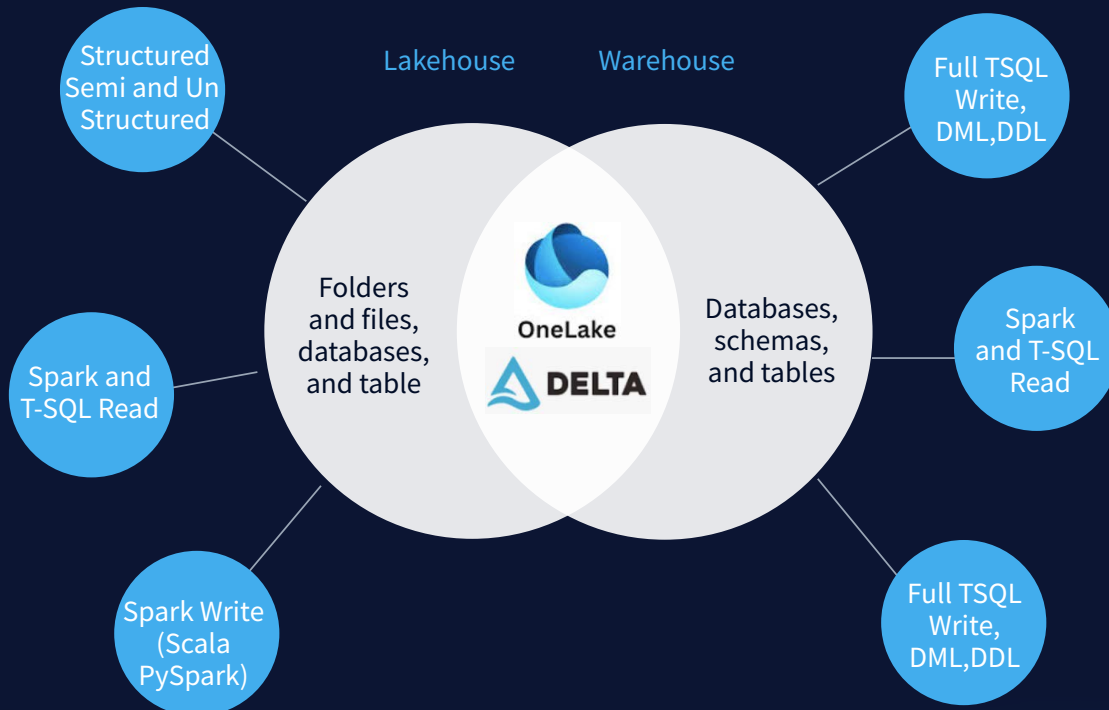 Lakehouse
Warehouse
Structured
Semi and Un
Structured
Full TSQL
Write,
DML,DDL
Folders
and files,
databases,
and table
OneLake
DELTA
Databases,
schemas,
and tables
Spark and
T-SQL Read
Spark
and T-SQL
Read
Spark Write
(Scala
PySpark)
Full TSQL
Write,
DML,DDL